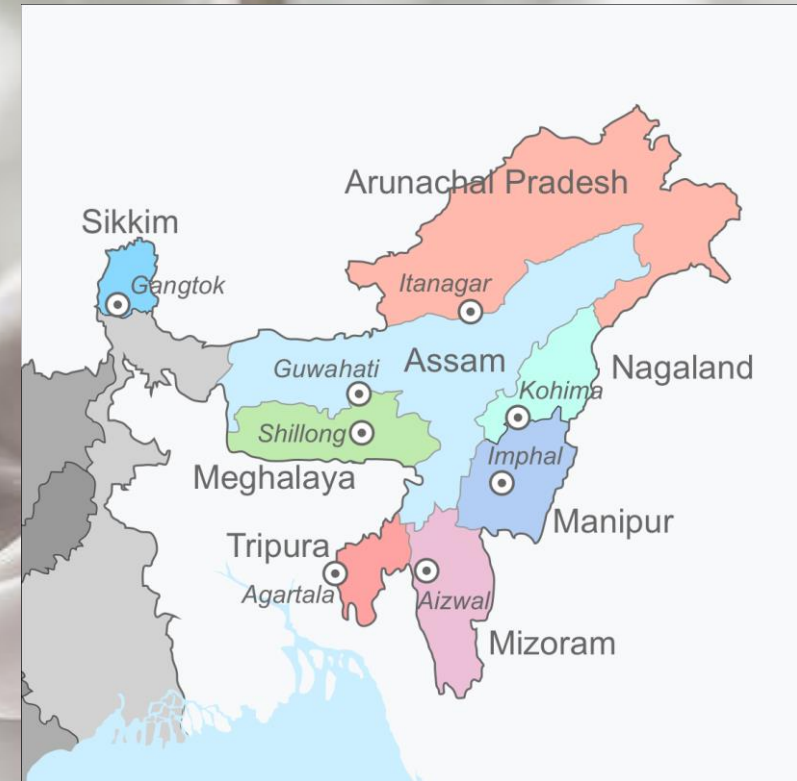 Arunachal Pradesh
Sikkim
Gangtok
Itanagar
Guwahati
Assam
Nagaland
Kohima
Shillong
Imphal
Meghalaya
Manipur
Tripura
Agartala
Aizwal
Mizoram